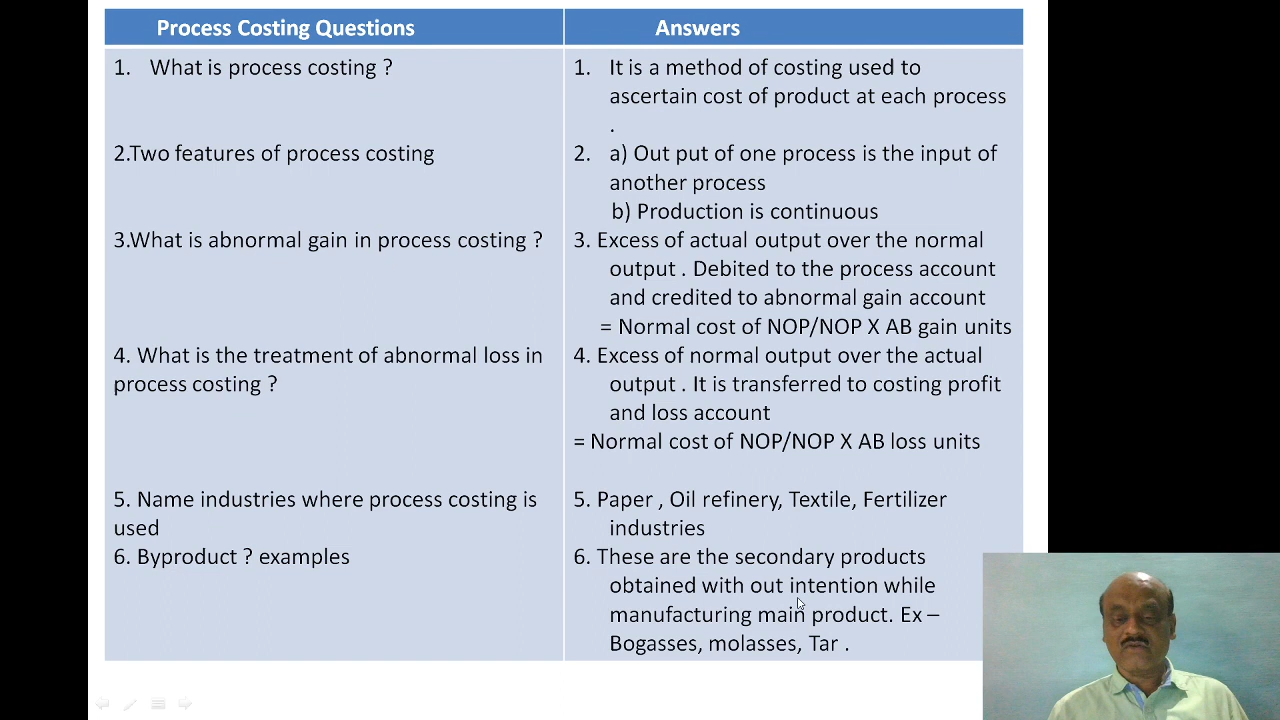 Process Costing Questions
Answers
1. What is process costing ?
1. It is a method of costing used to
ascertain cost of product at each process
.
2.Two features of process costing
2. a) Out put of one process is the input of
another process
b) Production is continuous
3.What is abnormal gain in process costing ?
3. Excess of actual output over the normal
output . Debited to the process account
and credited to abnormal gain account
= Normal cost of NOP/NOP X AB gain units
4. What is the treatment of abnormal loss in
process costing ?
4. Excess of normal output over the actual
output . It is transferred to costing profit
and loss account
= Normal cost of NOP/NOP X AB loss units
5. Name industries where process costing is
used
5. Paper , Oil refinery, Textile, Fertilizer
industries
6. Byproduct ? examples
6. These are the secondary products
obtained with out intention while
manufacturing main product. Ex –
Bogasses, molasses, Tar .